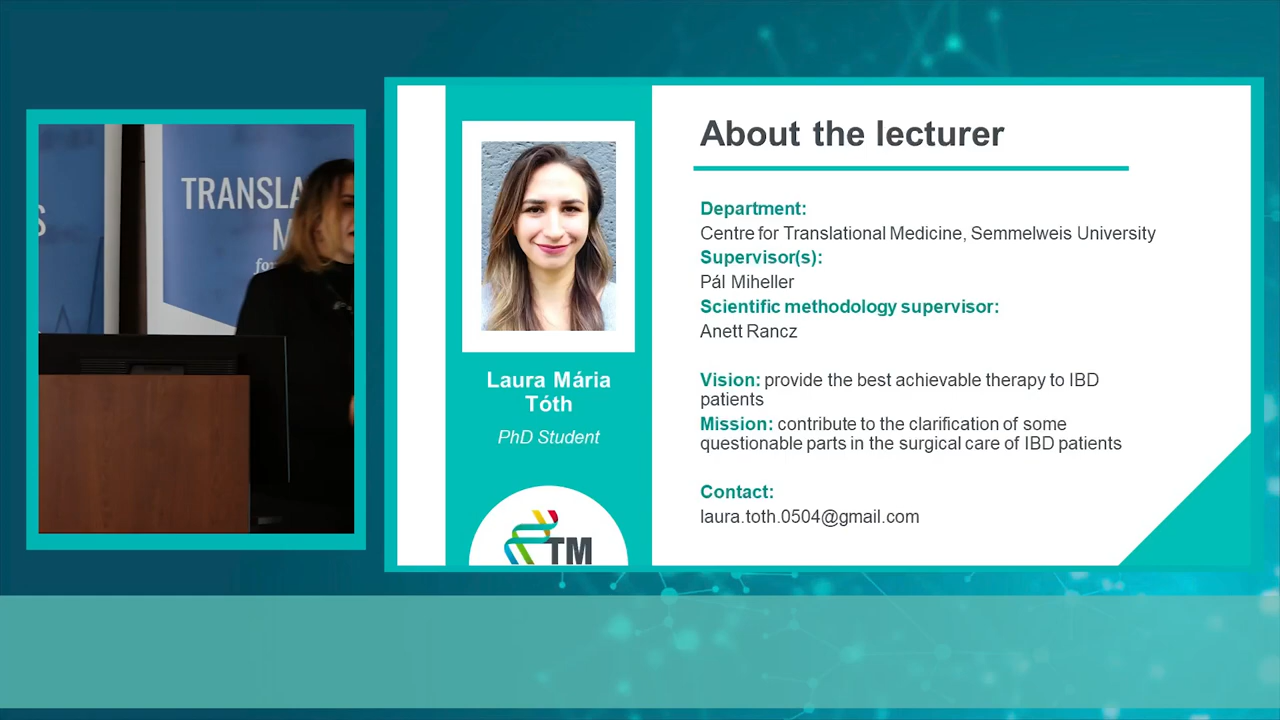 TRANSLA
M
for
S
About the lecturer
Department:
Centre for Translational Medicine, Semmelweis University
Supervisor(s):
Pál Miheller
Scientific methodology supervisor:
Anett Rancz
Vision: provide the best achievable therapy to IBD
patients
Mission: contribute to the clarification of some
questionable parts in the surgical care of IBD patients
Contact:
laura.toth.0504@gmail.com
Laura Mária
Tóth
PhD Student
TM